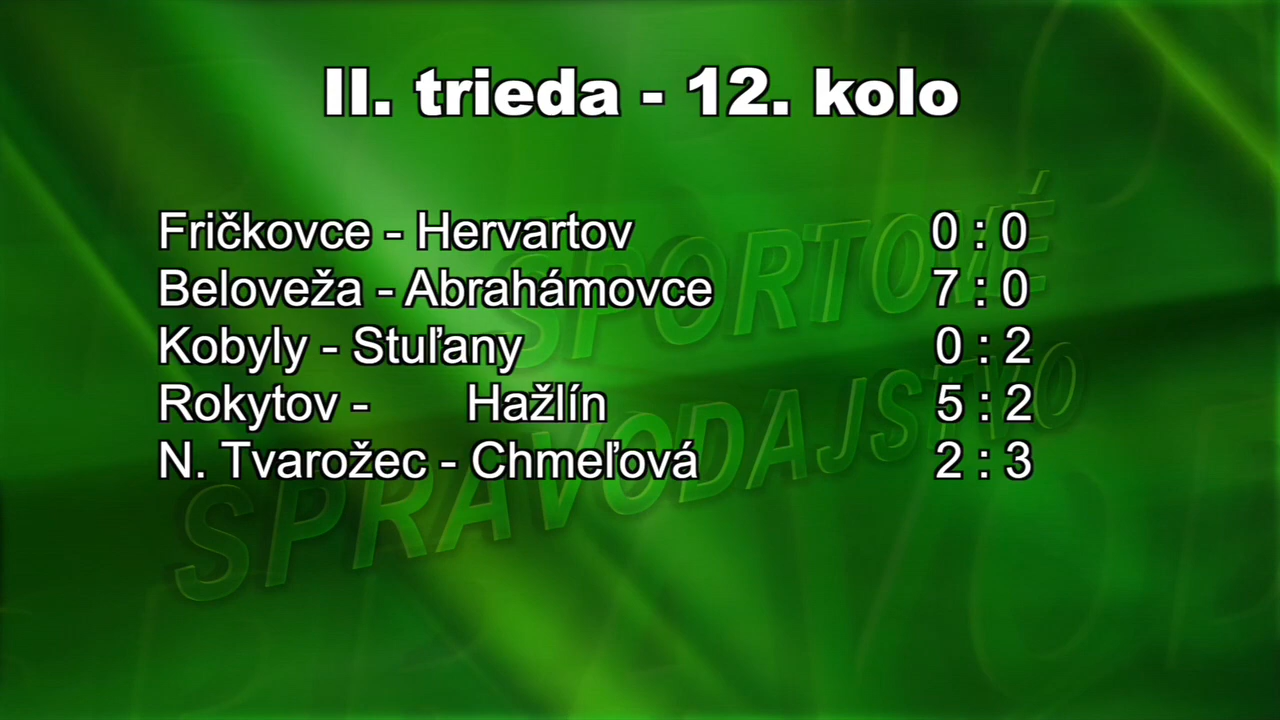 II. trieda - 12. kolo
Fričkovce - Hervartov 0 : 0
Beloveža - Abrahámovce 7 : 0
Kobyly - Stuľany 0 : 2
Rokytov - Hažlín 5 : 2
N. Tvarožec - Chmeľová 2 : 3
ŠPORTOVÉ
SPRAVODAJSTVO